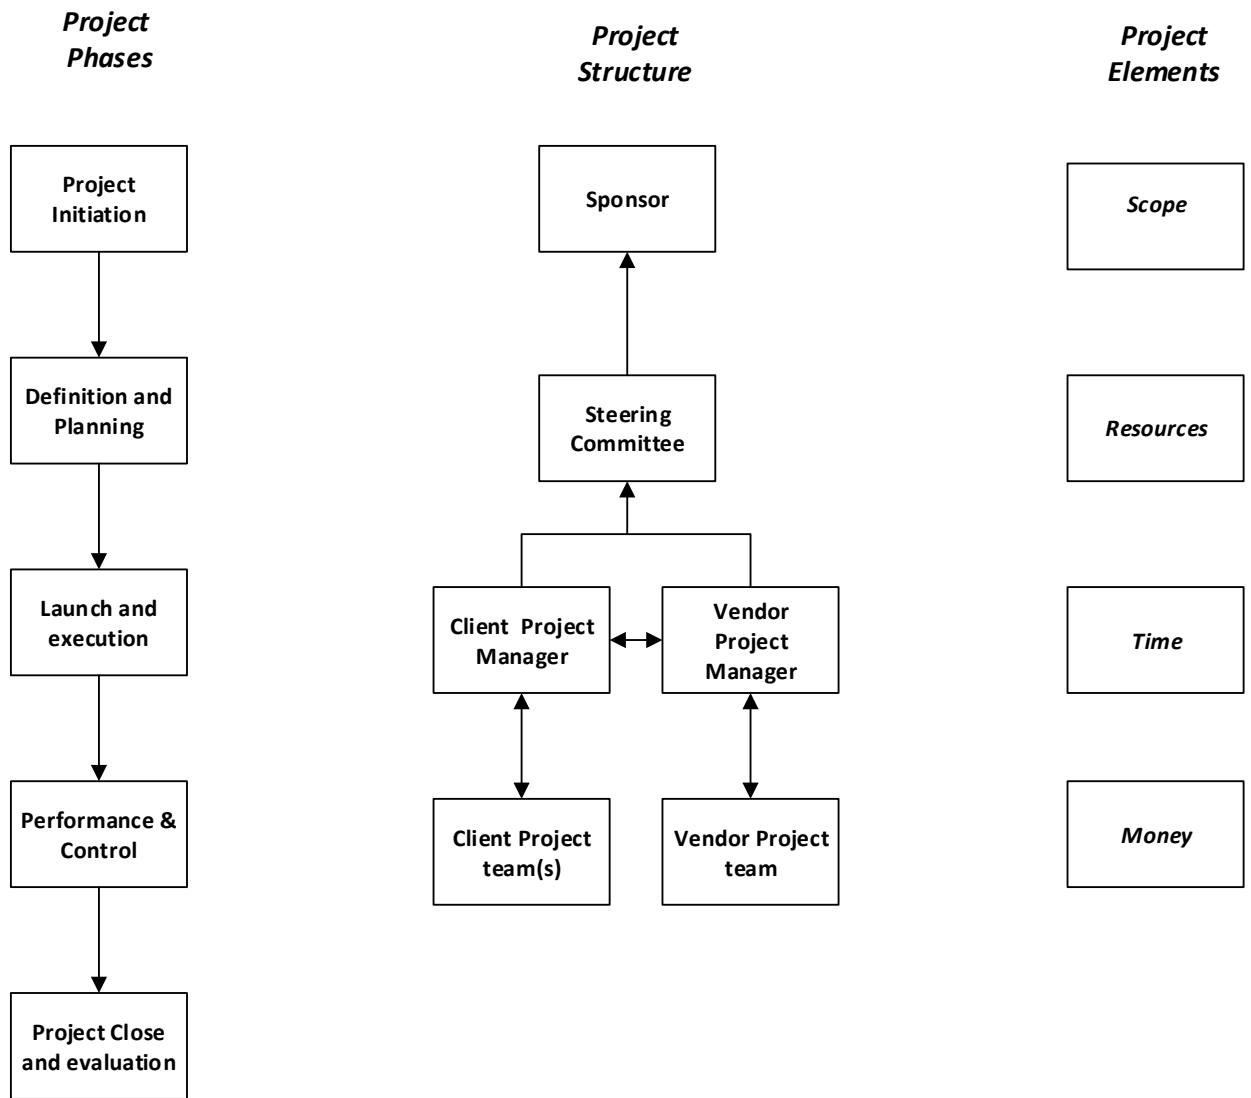 Project
Phases
Project
Structure
Project
Elements
Project
Initiation
Sponsor
Scope
Definition and
Planning
Steering
Committee
Resources
Launch and
execution
Client Project
Manager
Vendor
Project
Manager
Time
Performance &
Control
Client Project
team(s)
Vendor Project
team
Money
Project Close
and evaluation